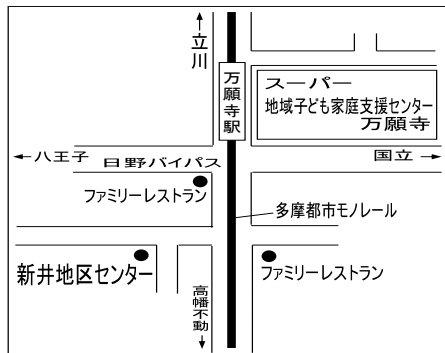 ↑立川
万願寺駅
スーパー
地域子ども家庭支援センター
万願寺
←八王子
日野バイパス
国立→
ファミリーレストラン
多摩都市モノレール
新井地区センター
高幡不動↓
ファミリーレストラン